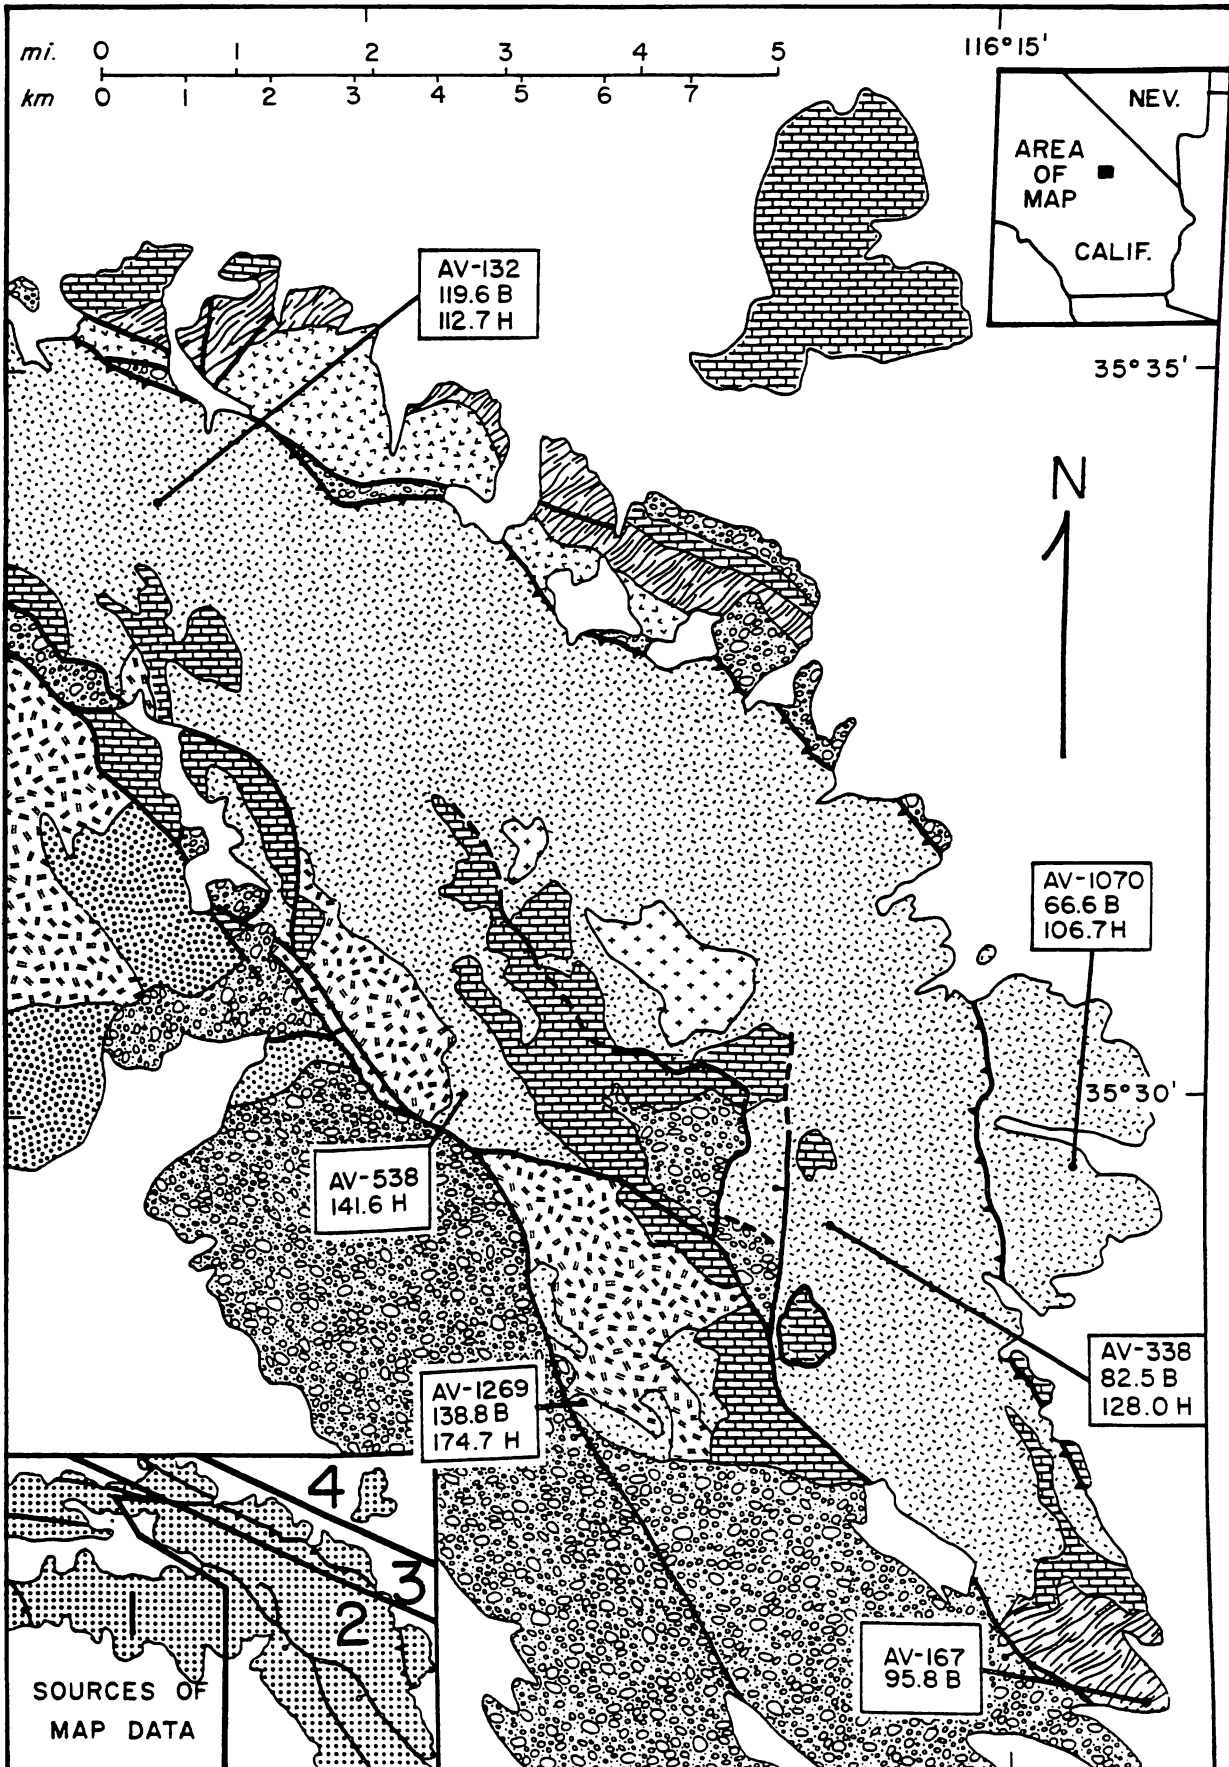 mi. 0 1 2 3 4 5
km 0 1 2 3 4 5 6 7
116°15'
NEV.
AREA
OF
MAP
CALIF.
AV-132
119.6 B
112.7 H
35°35'
N
AV-1070
66.6 B
106.7 H
35°30'
AV-538
141.6 H
AV-338
82.5 B
128.0 H
AV-1269
138.8 B
174.7 H
4
3
1
2
SOURCES OF
MAP DATA
AV-167
95.8 B